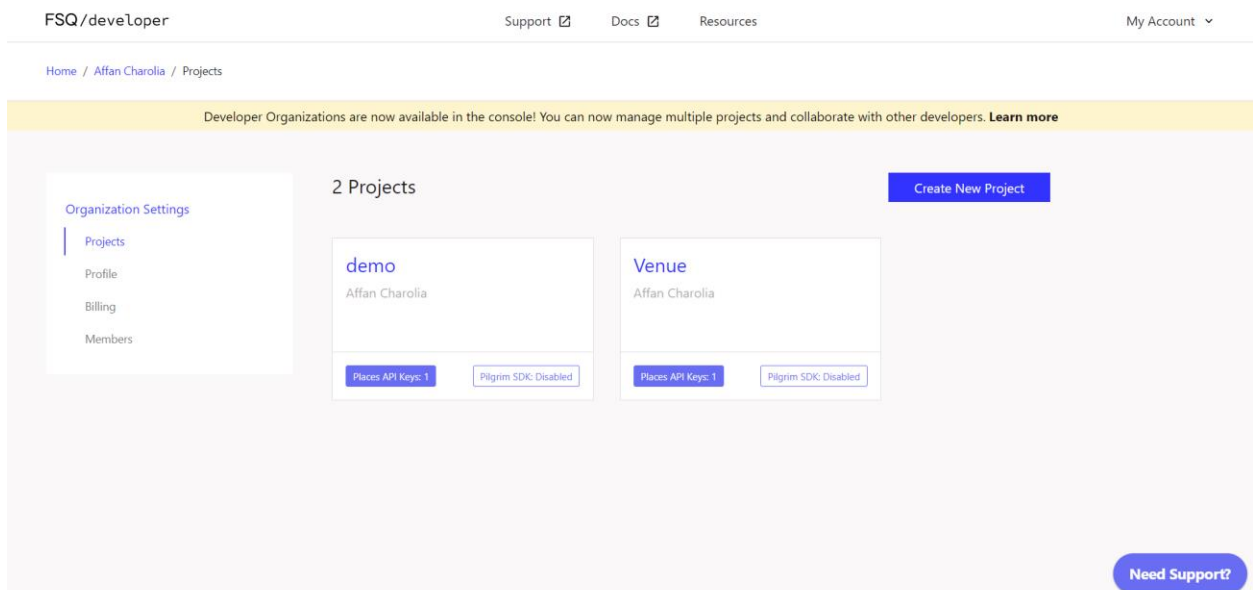 FSQ/developer
Support Docs Resources
My Account
Home / Affan Charolia / Projects
Developer Organizations are now available in the console! You can now manage multiple projects and collaborate with other developers. Learn more
Organization Settings
Projects
Profile
Billing
Members
2 Projects
Create New Project
demo
Affan Charolia
Places API Keys: 1
Pilgrim SDK: Disabled
Venue
Affan Charolia
Places API Keys: 1
Pilgrim SDK: Disabled
Need Support?